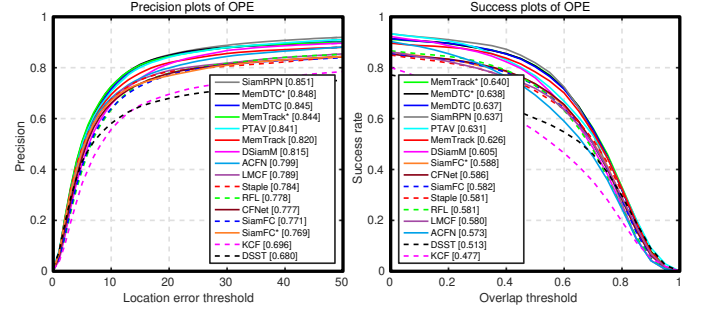 Precision plots of OPE
1
0.8
0.6
0.4
0.2
0
0
10
20
30
40
50
Precision
Location error threshold
SiamRPN [0.851]
MemDTC* [0.848]
MemDTC [0.845]
MemTrack* [0.844]
PTAV [0.841]
MemTrack [0.820]
DSiamM [0.815]
ACFN [0.799]
LMCF [0.789]
Staple [0.784]
RFL [0.778]
CFNet [0.777]
SiamFC [0.771]
SiamFC* [0.769]
KCF [0.696]
DSST [0.680]
Success plots of OPE
1
0.8
0.6
0.4
0.2
0
0
0.2
0.4
0.6
0.8
1
Success rate
Overlap threshold
MemTrack* [0.640]
MemDTC* [0.638]
MemDTC [0.637]
SiamRPN [0.637]
PTAV [0.631]
MemTrack [0.626]
DSiamM [0.605]
SiamFC* [0.588]
CFNet [0.586]
SiamFC [0.582]
Staple [0.581]
RFL [0.581]
LMCF [0.580]
ACFN [0.573]
DSST [0.513]
KCF [0.477]